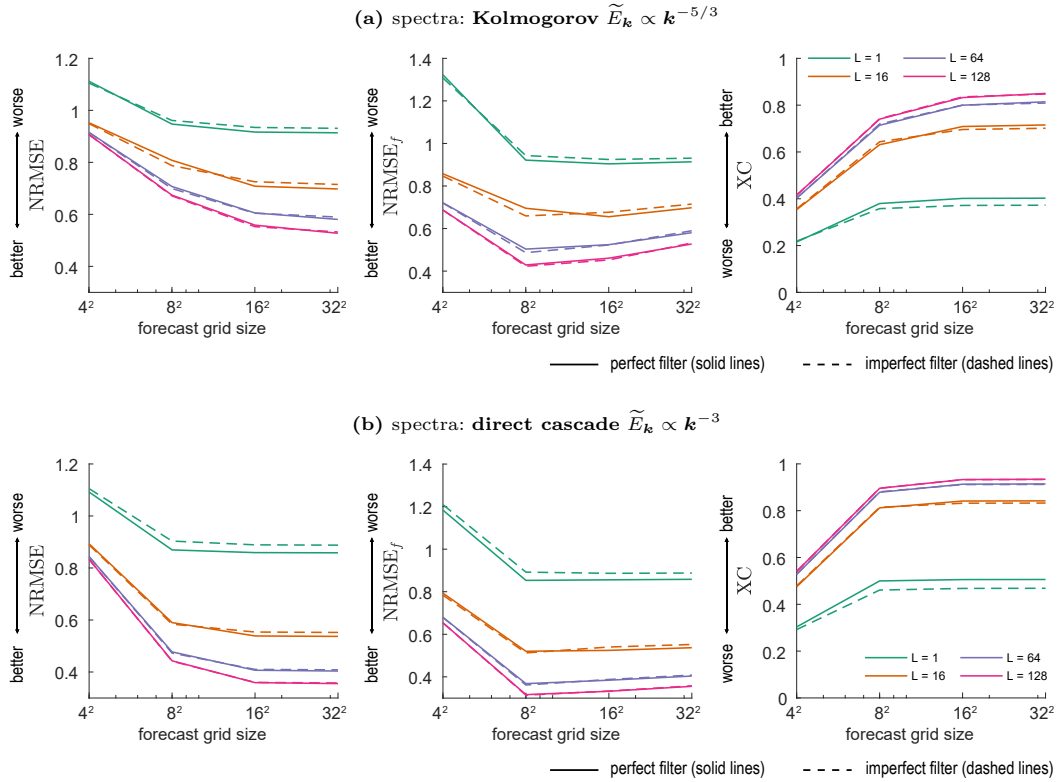 (a) spectra: Kolmogorov Ẽₖ ∝ k^{-5/3}
worse
better
NRMSE
1.2
1
0.8
0.6
0.4
4² 8² 16² 32²
forecast grid size
worse
better
NRMSE_f
1.4
1.2
1
0.8
0.6
0.4
4² 8² 16² 32²
forecast grid size
better
worse
XC
1
0.8
0.6
0.4
0.2
0
L = 1 L = 64
L = 16 L = 128
4² 8² 16² 32²
forecast grid size
perfect filter (solid lines) imperfect filter (dashed lines)
(b) spectra: direct cascade Ẽₖ ∝ k^{-3}
worse
better
NRMSE
1.2
1
0.8
0.6
0.4
4² 8² 16² 32²
forecast grid size
worse
better
NRMSE_f
1.4
1.2
1
0.8
0.6
0.4
4² 8² 16² 32²
forecast grid size
better
worse
XC
1
0.8
0.6
0.4
0.2
0
L = 1 L = 64
L = 16 L = 128
4² 8² 16² 32²
forecast grid size
perfect filter (solid lines) imperfect filter (dashed lines)